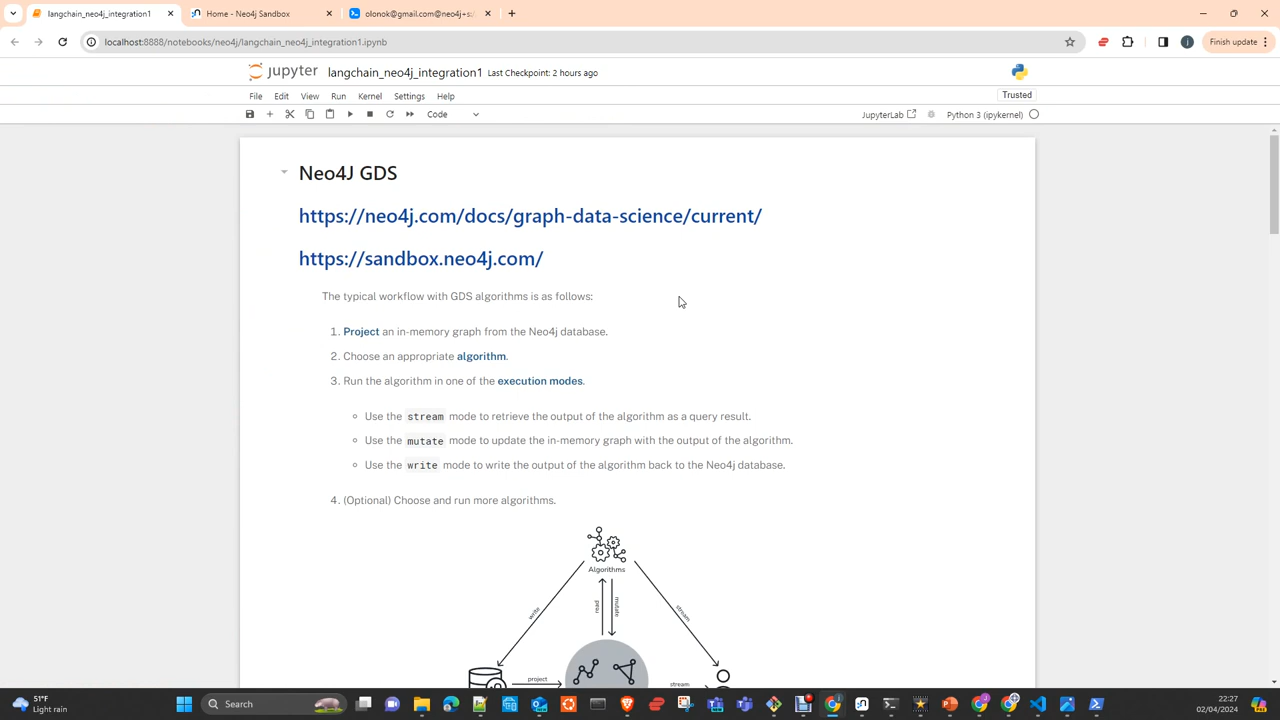 langchain_neo4j_integration1
Home - Neo4j Sandbox
olonok@gmail.com@neo4j+s:
localhost:8888/notebooks/neo4j/langchain_neo4j_integration1.ipynb
Finish update
jupyter langchain_neo4j_integration1 Last Checkpoint: 2 hours ago
File Edit View Run Kernel Settings Help
Trusted
Code
JupyterLab
Python 3 (ipykernel)
Neo4J GDS
https://neo4j.com/docs/graph-data-science/current/
https://sandbox.neo4j.com/
The typical workflow with GDS algorithms is as follows:
1. Project an in-memory graph from the Neo4j database.
2. Choose an appropriate algorithm.
3. Run the algorithm in one of the execution modes.
Use the stream mode to retrieve the output of the algorithm as a query result.
Use the mutate mode to update the in-memory graph with the output of the algorithm.
Use the write mode to write the output of the algorithm back to the Neo4j database.
4. (Optional) Choose and run more algorithms.
Algorithms
write
read
mutate
stream
project
stream
51°F
Light rain
Search
22:27
02/04/2024